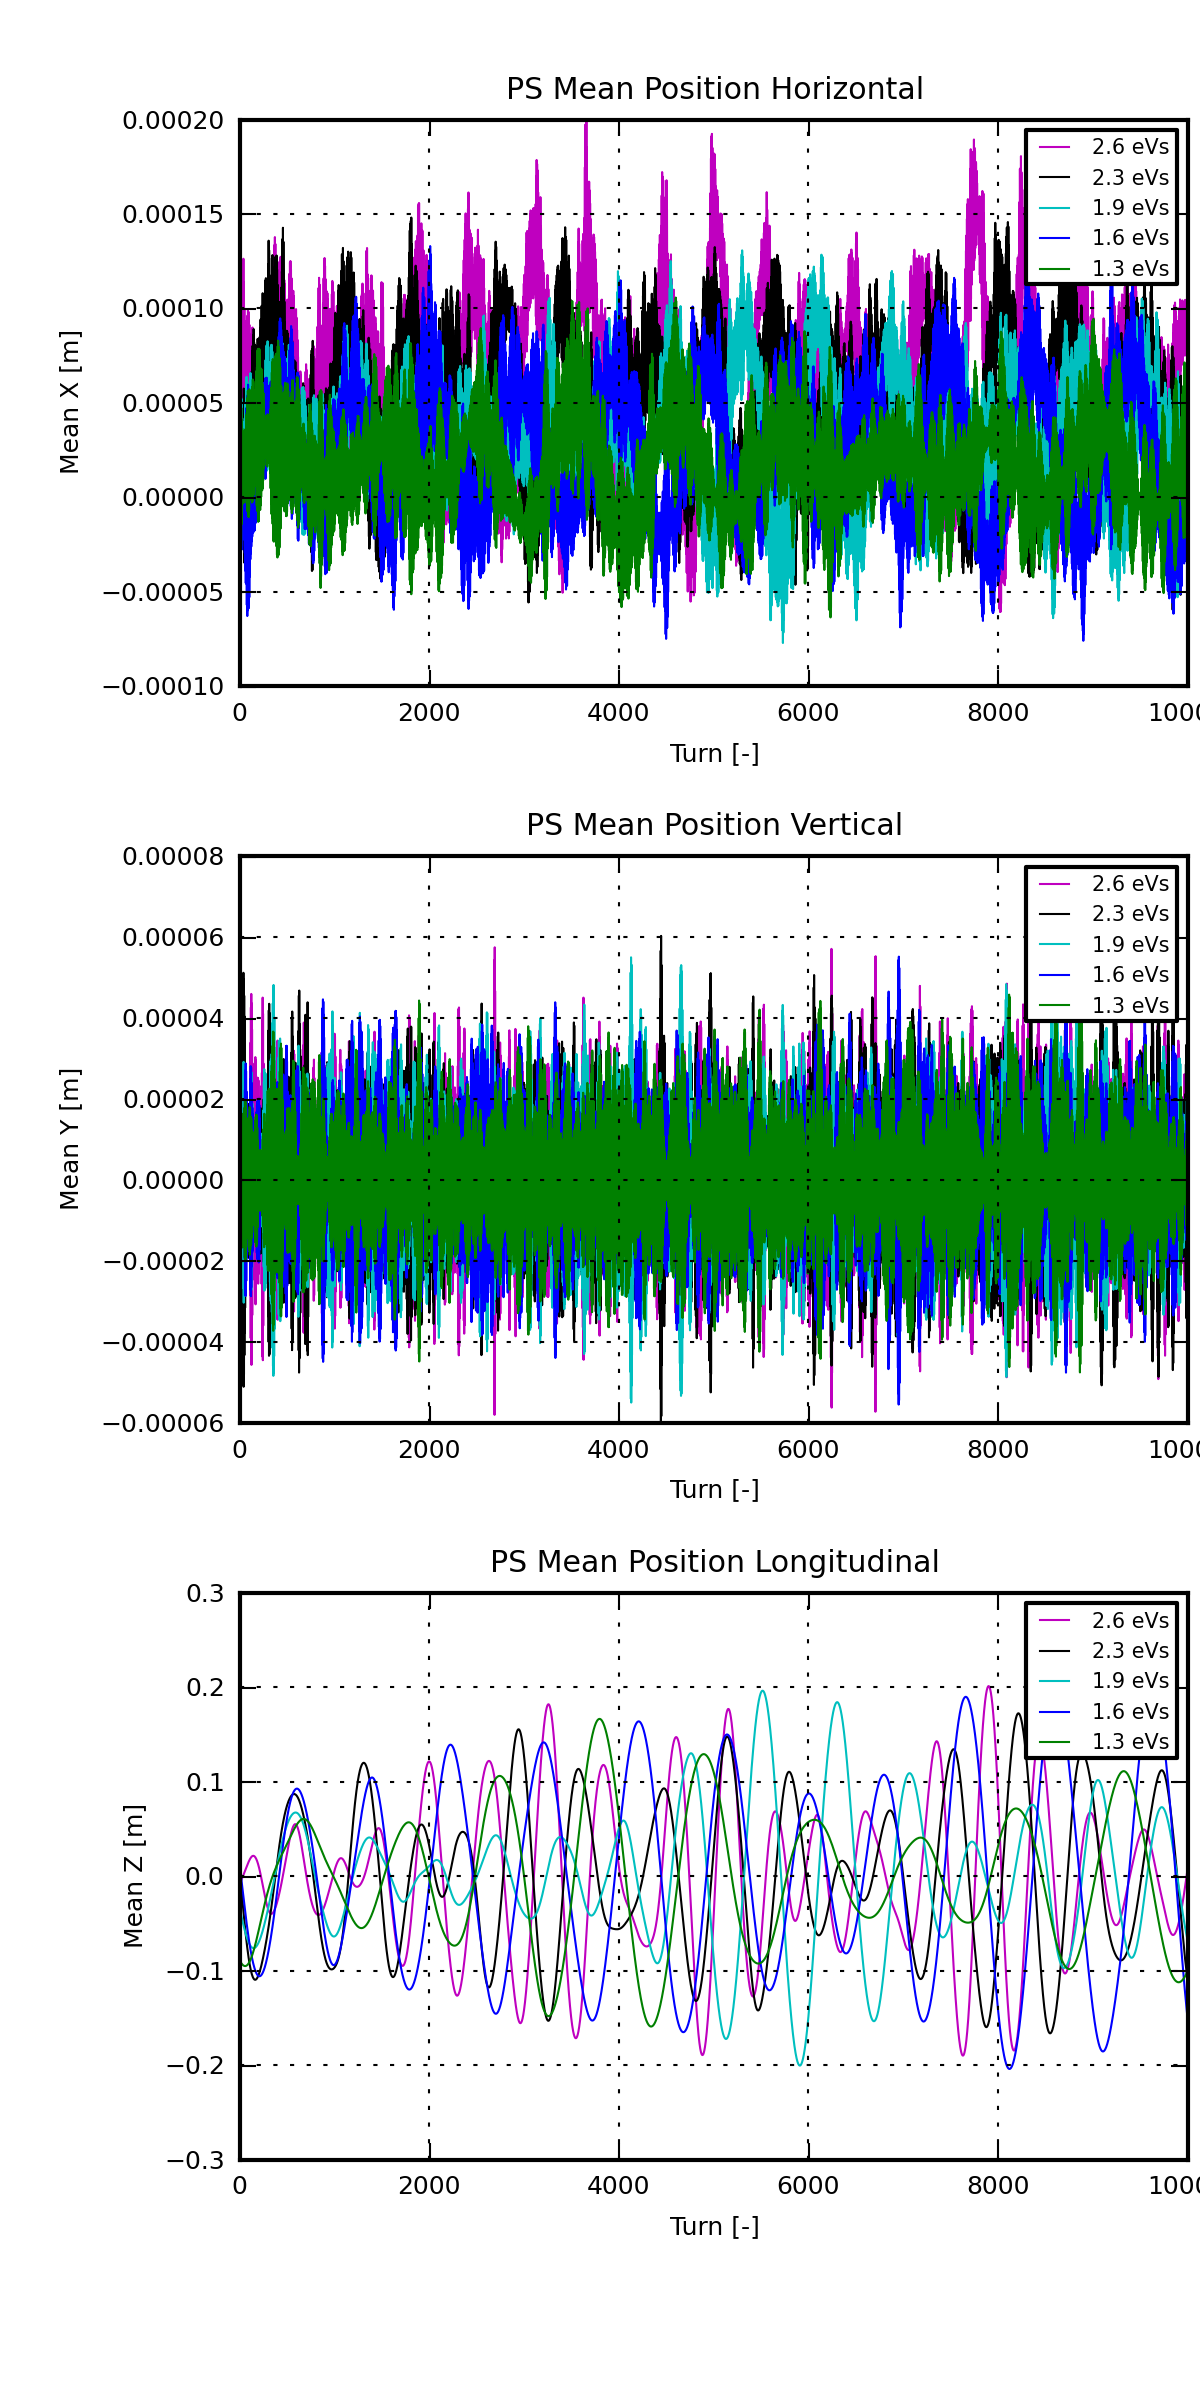 PS Mean Position Horizontal
0.00020
0.00015
0.00010
0.00005
0.00000
−0.00005
−0.00010
Mean X [m]
2.6 eVs
2.3 eVs
1.9 eVs
1.6 eVs
1.3 eVs
0 2000 4000 6000 8000 1000
Turn [-]
PS Mean Position Vertical
0.00008
0.00006
0.00004
0.00002
0.00000
−0.00002
−0.00004
−0.00006
Mean Y [m]
2.6 eVs
2.3 eVs
1.9 eVs
1.6 eVs
1.3 eVs
0 2000 4000 6000 8000 1000
Turn [-]
PS Mean Position Longitudinal
0.3
0.2
0.1
0.0
−0.1
−0.2
−0.3
Mean Z [m]
2.6 eVs
2.3 eVs
1.9 eVs
1.6 eVs
1.3 eVs
0 2000 4000 6000 8000 1000
Turn [-]